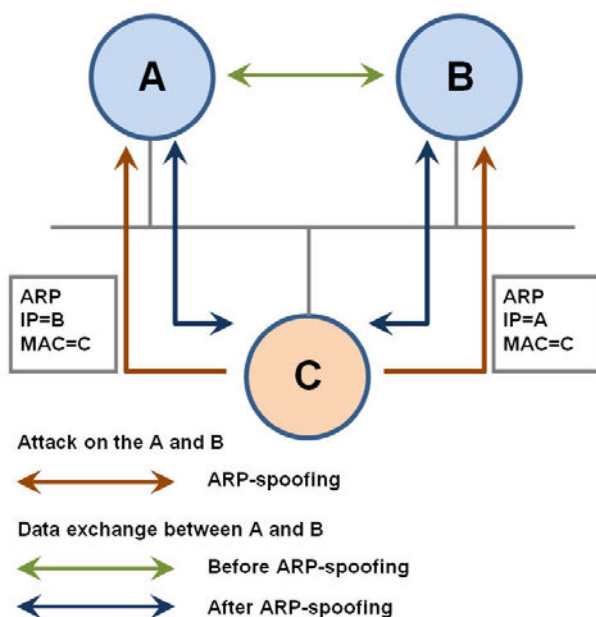 A
B
ARP
IP=B
MAC=C
ARP
IP=A
MAC=C
C
Attack on the A and B
ARP-spoofing
Data exchange between A and B
Before ARP-spoofing
After ARP-spoofing